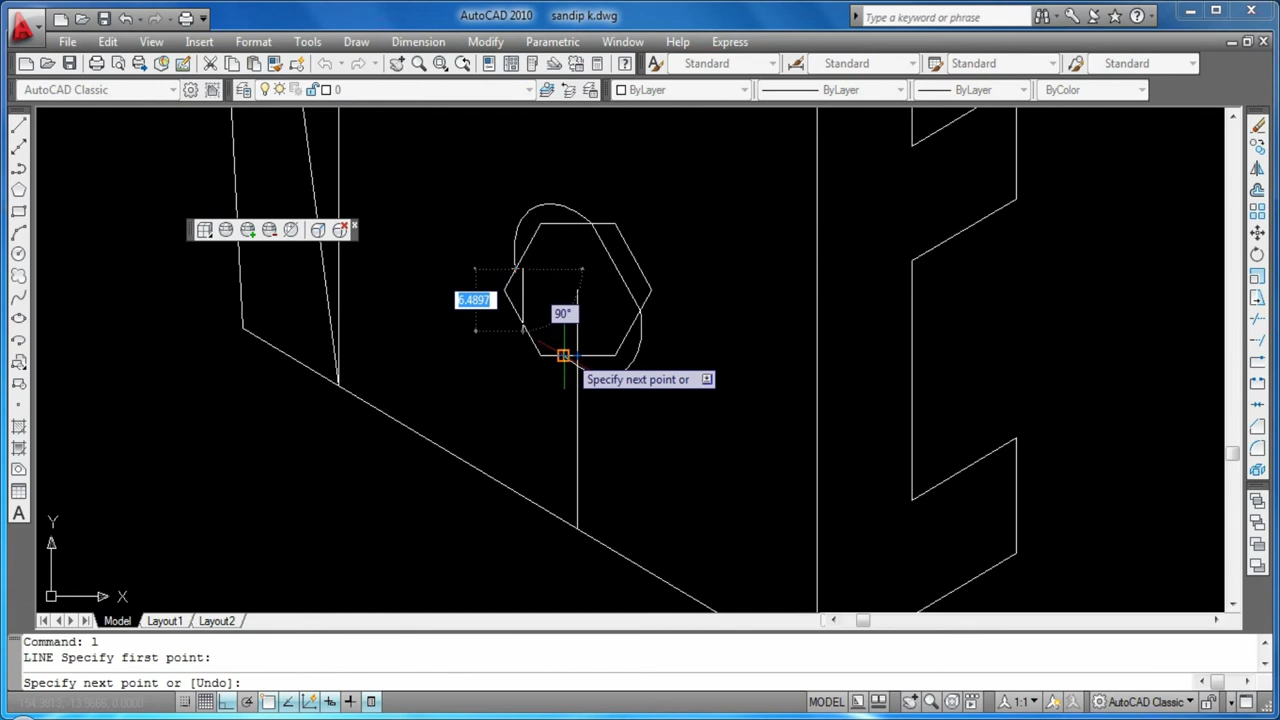 AutoCAD 2010 sandip k.dwg
Type a keyword or phrase
File Edit View Insert Format Tools Draw Dimension Modify Parametric Window Help Express
Standard Standard Standard Standard
AutoCAD Classic 0 ByLayer ByLayer ByLayer ByColor
6.4897
90°
Specify next point or
Y
X
Model Layout1 Layout2
Command: l
LINE Specify first point:
Specify next point or [Undo]:
MODEL 1:1 AutoCAD Classic